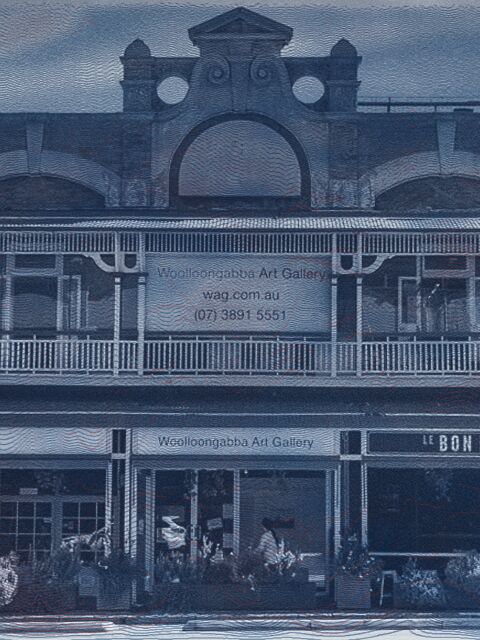 Woolloongabba Art Gallery
wag.com.au
(07) 3891 5551
Woolloongabba Art Gallery
LE BON